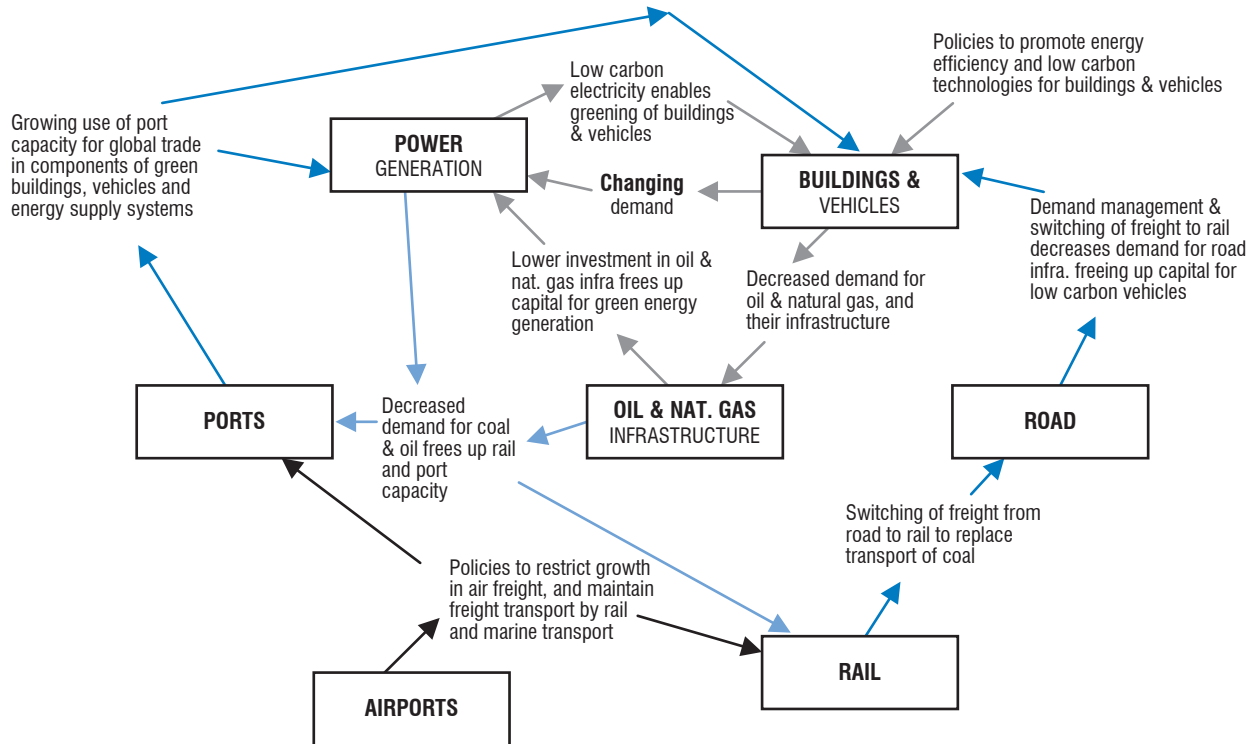 Policies to promote energy
efficiency and low carbon
technologies for buildings & vehicles
Low carbon
electricity enables
greening of buildings
& vehicles
Growing use of port
capacity for global trade
in components of green
buildings, vehicles and
energy supply systems
POWER
GENERATION
Changing
demand
BUILDINGS &
VEHICLES
Demand management &
switching of freight to rail
decreases demand for road
infra. freeing up capital for
low carbon vehicles
Lower investment in oil &
nat. gas infra frees up
capital for green energy
generation
Decreased demand for
oil & natural gas, and
their infrastructure
PORTS
Decreased
demand for coal
& oil frees up rail
and port
capacity
OIL & NAT. GAS
INFRASTRUCTURE
ROAD
Switching of freight from
road to rail to replace
transport of coal
Policies to restrict growth
in air freight, and maintain
freight transport by rail
and marine transport
RAIL
AIRPORTS